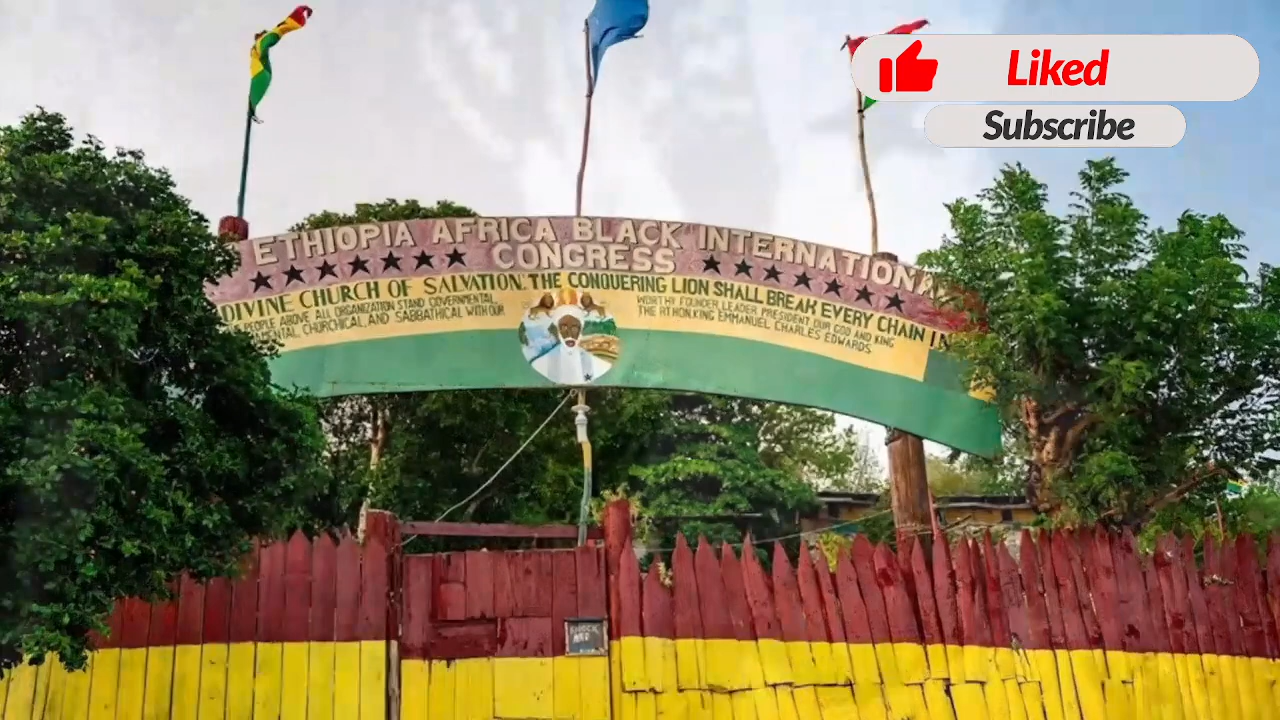 Liked
Subscribe
ETHIOPIA AFRICA BLACK INTERNATIONAL
CONGRESS
DIVINE CHURCH OF SALVATION. THE CONQUERING LION SHALL BREAK EVERY CHAIN IN
PEOPLE ABOVE ALL ORGANIZATION STAND GOVERNMENTAL,
CHURCHICAL, AND SABBATHICAL WITH OUR
WORTHY FOUNDER, LEADER PRESIDENT, OUR GOD AND KING
THE RT.HON.KING EMMANUEL CHARLES EDWARDS.
KNOCK